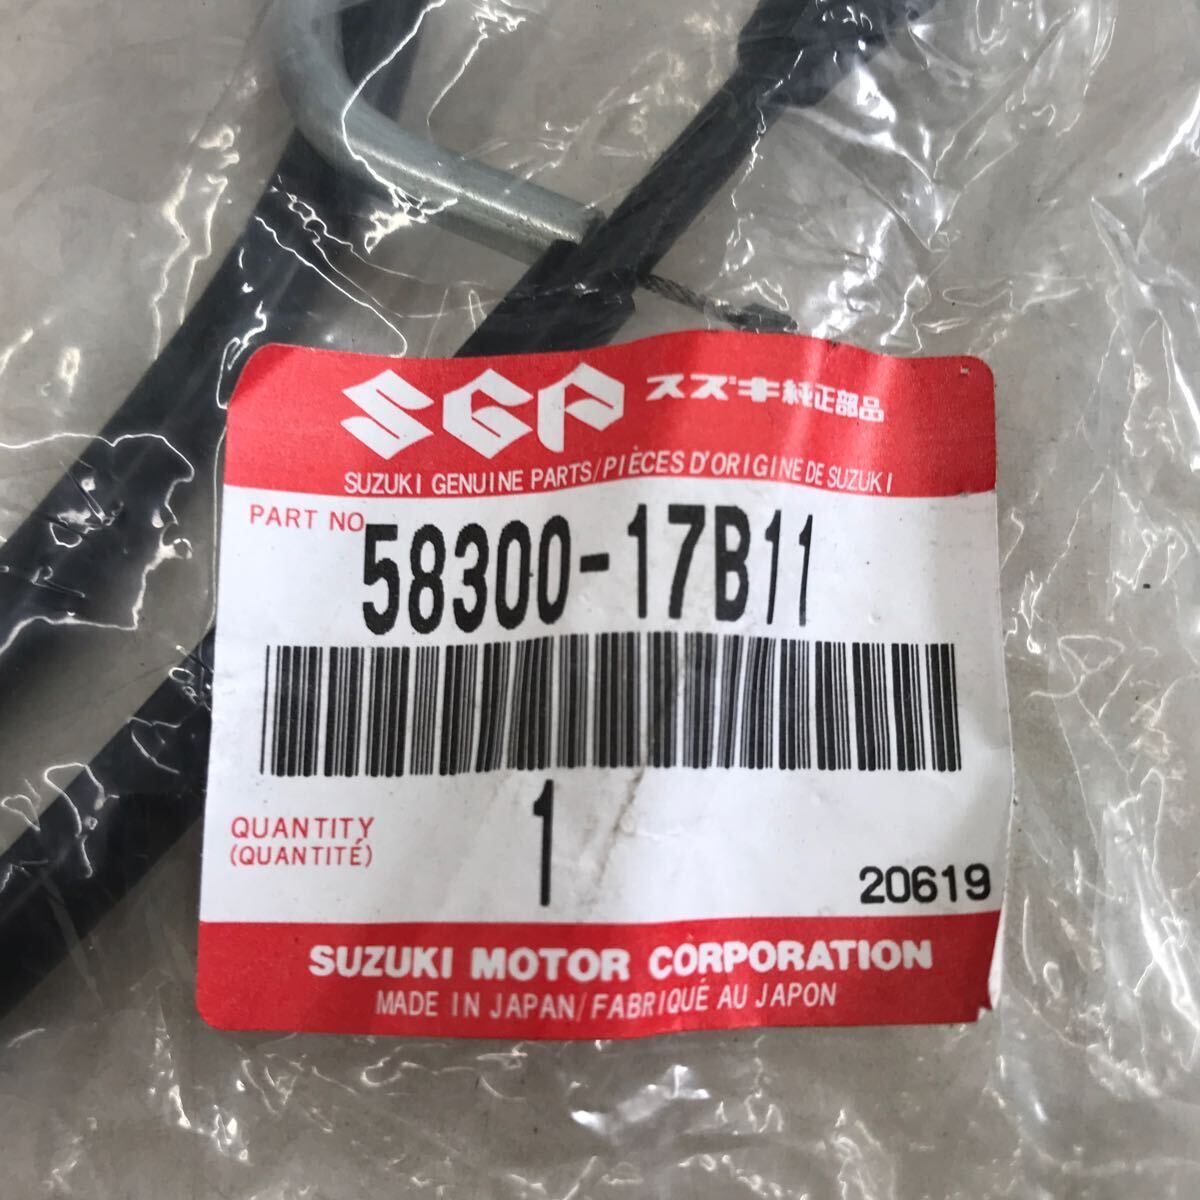 SGP スズキ純正部品
SUZUKI GENUINE PARTS/PIÈCES D'ORIGINE DE SUZUKI
PART NO 58300-17B11
QUANTITY 1
(QUANTITÉ)
20619
SUZUKI MOTOR CORPORATION
MADE IN JAPAN/FABRIQUÉ AU JAPON